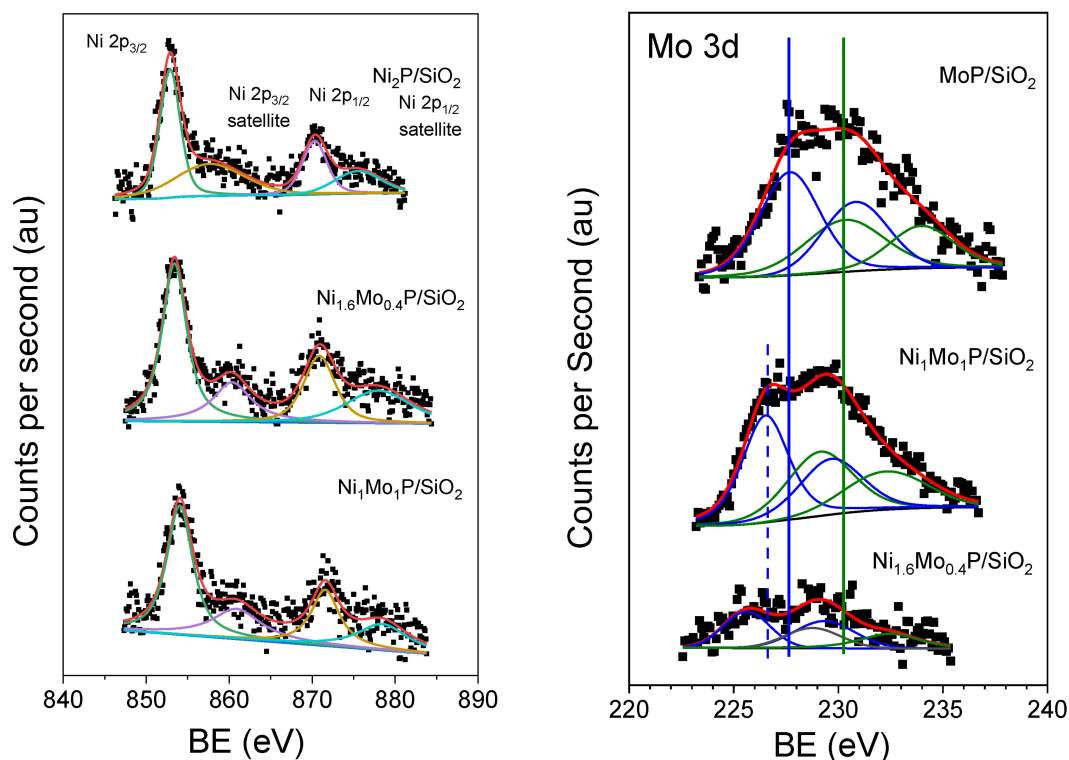 Ni 2p3/2
Ni2P/SiO2
Ni 2p3/2 satellite
Ni 2p1/2
Ni 2p1/2 satellite
Ni1.6Mo0.4P/SiO2
Ni1Mo1P/SiO2
Counts per second (au)
840 850 860 870 880 890
BE (eV)
Mo 3d
MoP/SiO2
Ni1Mo1P/SiO2
Ni1.6Mo0.4P/SiO2
Counts per Second (au)
220 225 230 235 240
BE (eV)